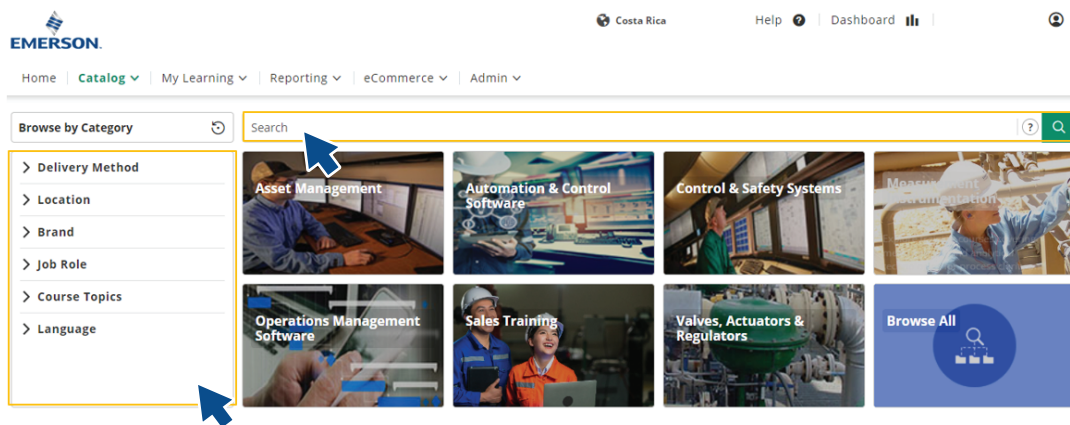 EMERSON.
Costa Rica
Help
Dashboard
Home
Catalog
My Learning
Reporting
eCommerce
Admin
Browse by Category
Search
?
Delivery Method
Location
Brand
Job Role
Course Topics
Language
Asset Management
Automation & Control
Software
Control & Safety Systems
Measurement
Instrumentation
Operations Management
Software
Sales Training
Valves, Actuators &
Regulators
Browse All